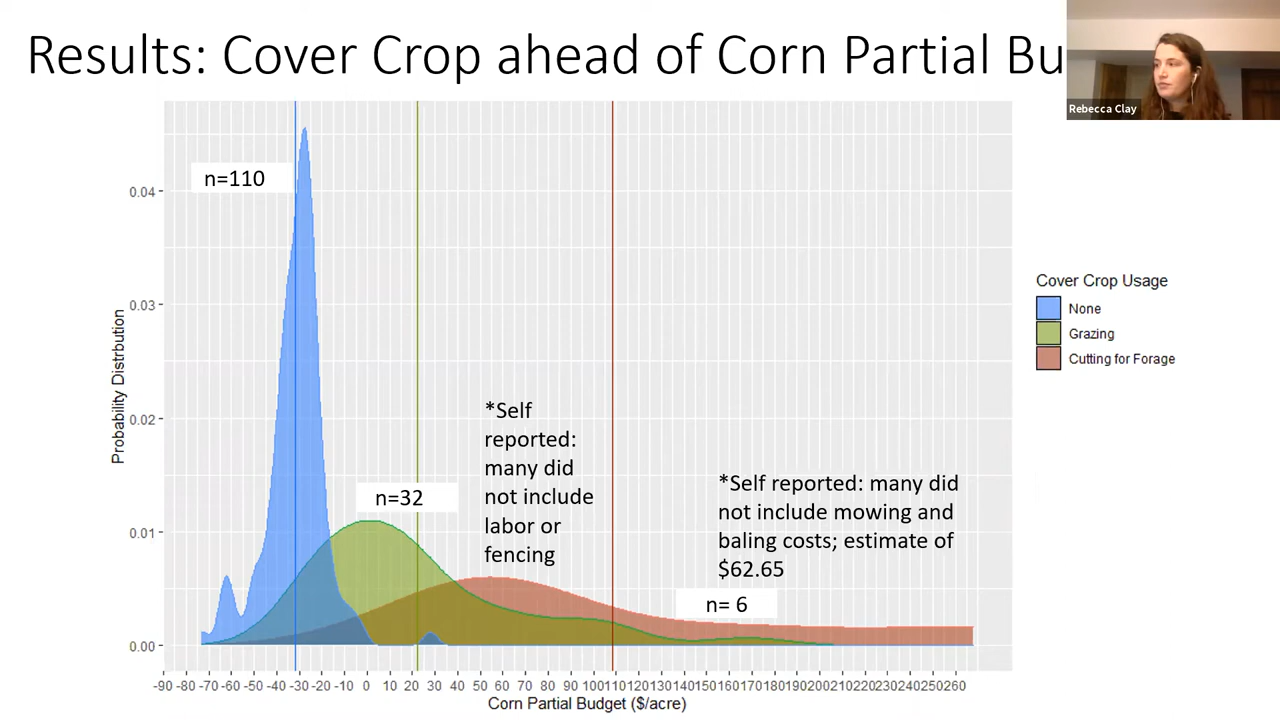 Results: Cover Crop ahead of Corn Partial Bu
Rebecca Clay
n=110
0.04
0.03
0.02
0.01
0.00
Probability Distrbution
n=32
*Self
reported:
many did
not include
labor or
fencing
*Self reported: many did
not include mowing and
baling costs; estimate of
$62.65
n= 6
Cover Crop Usage
None
Grazing
Cutting for Forage
-90 -80 -70 -60 -50 -40 -30 -20 -10 0 10 20 30 40 50 60 70 80 90 100 110 120 130 140 150 160 170 180 190 200 210 220 230 240 250 260
Corn Partial Budget ($/acre)